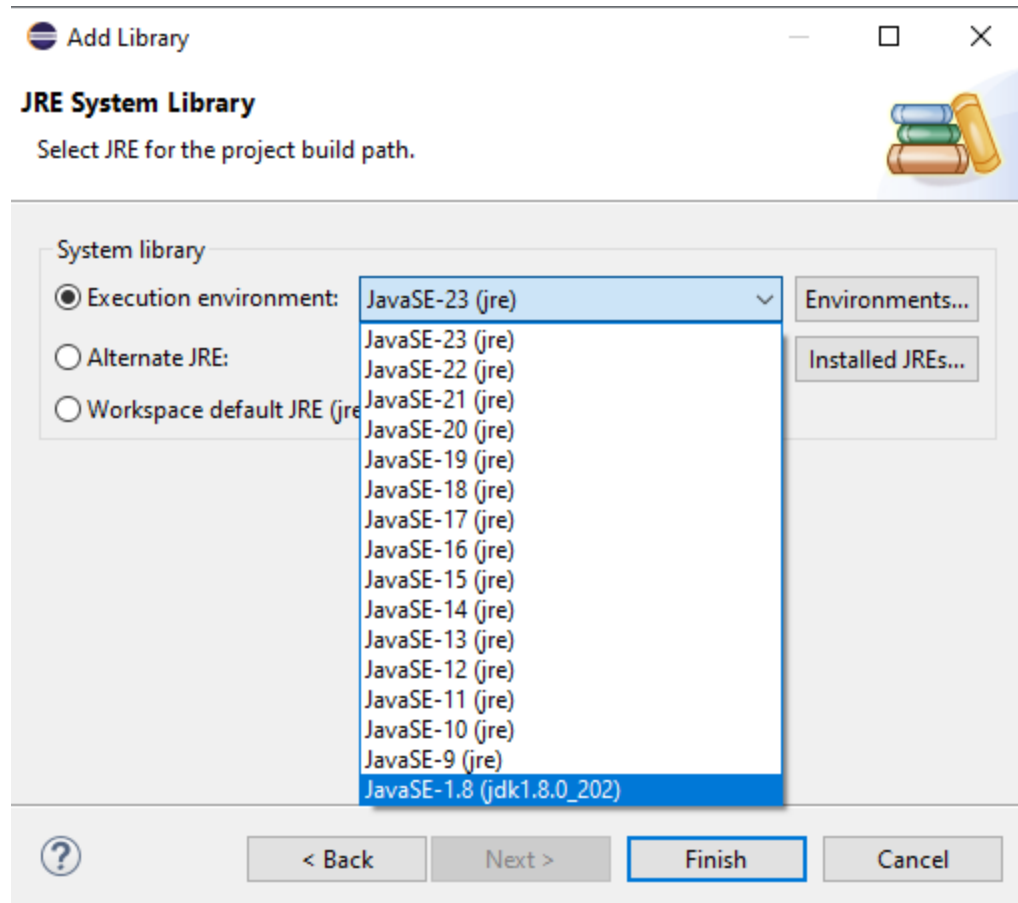 Add Library
JRE System Library
Select JRE for the project build path.
System library
Execution environment: JavaSE-23 (jre) Environments...
JavaSE-23 (jre)
Alternate JRE: Installed JREs...
JavaSE-22 (jre)
JavaSE-21 (jre)
Workspace default JRE (jre
JavaSE-20 (jre)
JavaSE-19 (jre)
JavaSE-18 (jre)
JavaSE-17 (jre)
JavaSE-16 (jre)
JavaSE-15 (jre)
JavaSE-14 (jre)
JavaSE-13 (jre)
JavaSE-12 (jre)
JavaSE-11 (jre)
JavaSE-10 (jre)
JavaSE-9 (jre)
JavaSE-1.8 (jdk1.8.0_202)
? < Back Next > Finish Cancel